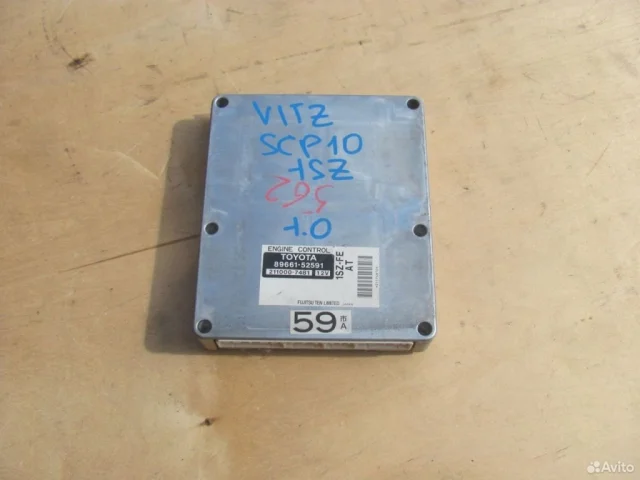 VITZ
SCP10
1SZ
562
1.0
ENGINE CONTROL
TOYOTA
89661-52591
211000-7481 12V
1SZ-FE
AT
FUJITSU TEN LIMITED
59
A
Avito